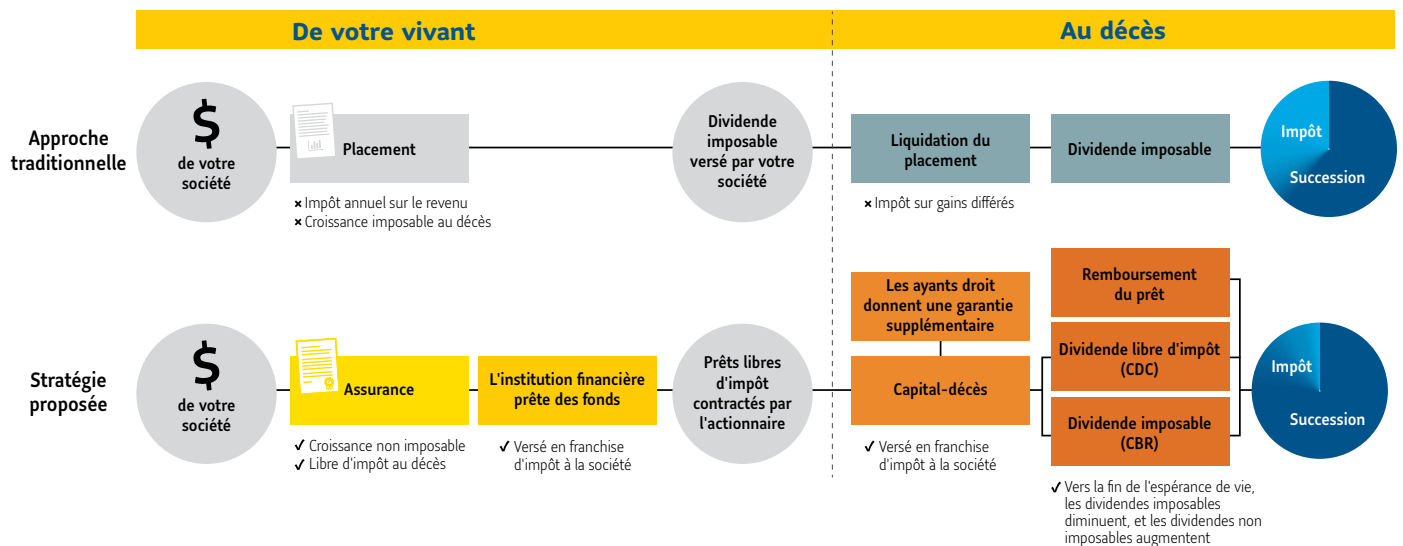 De votre vivant
Au décès
Approche
traditionnelle
$
de votre
société
Placement
× Impôt annuel sur le revenu
× Croissance imposable au décès
Dividende
imposable
versé par votre
société
Liquidation du
placement
× Impôt sur gains différés
Dividende imposable
Impôt
Succession
Stratégie
proposée
$
de votre
société
Assurance
✓ Croissance non imposable
✓ Libre d'impôt au décès
L'institution financière
prête des fonds
✓ Versé en franchise
d'impôt à la société
Prêts libres
d'impôt
contractés par
l'actionnaire
Les ayants droit
donnent une garantie
supplémentaire
Capital-décès
✓ Versé en franchise
d'impôt à la société
Remboursement
du prêt
Dividende libre d'impôt
(CDC)
Dividende imposable
(CBR)
✓ Vers la fin de l'espérance de vie,
les dividendes imposables
diminuent, et les dividendes non
imposables augmentent
Impôt
Succession